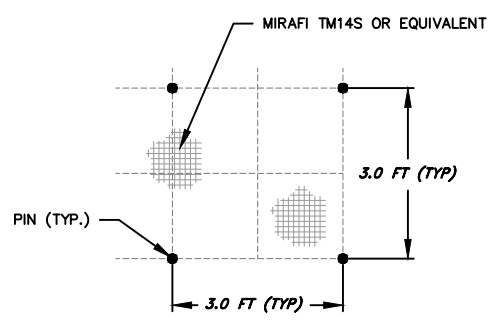 MIRAFI TM14S OR EQUIVALENT
3.0 FT (TYP)
PIN (TYP.)
3.0 FT (TYP)